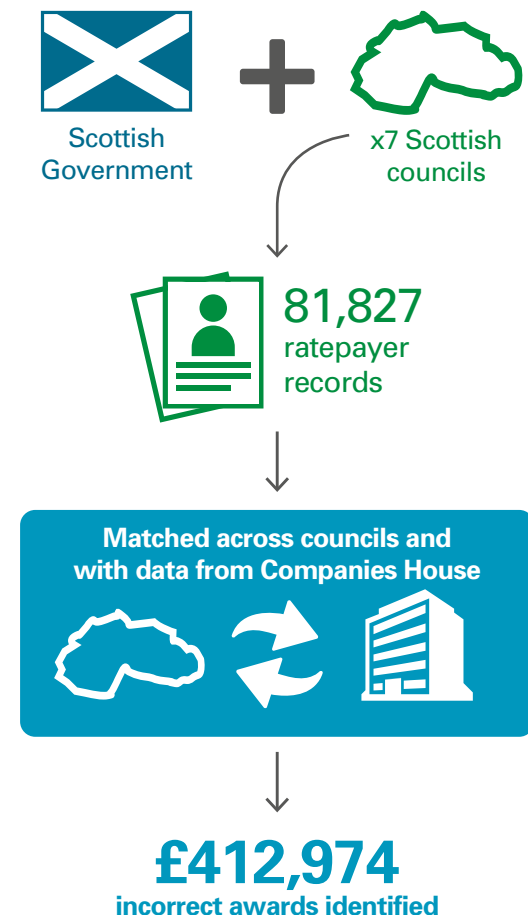 Scottish
Government
x7 Scottish
councils
81,827
ratepayer
records
Matched across councils and
with data from Companies House
£412,974
incorrect awards identified